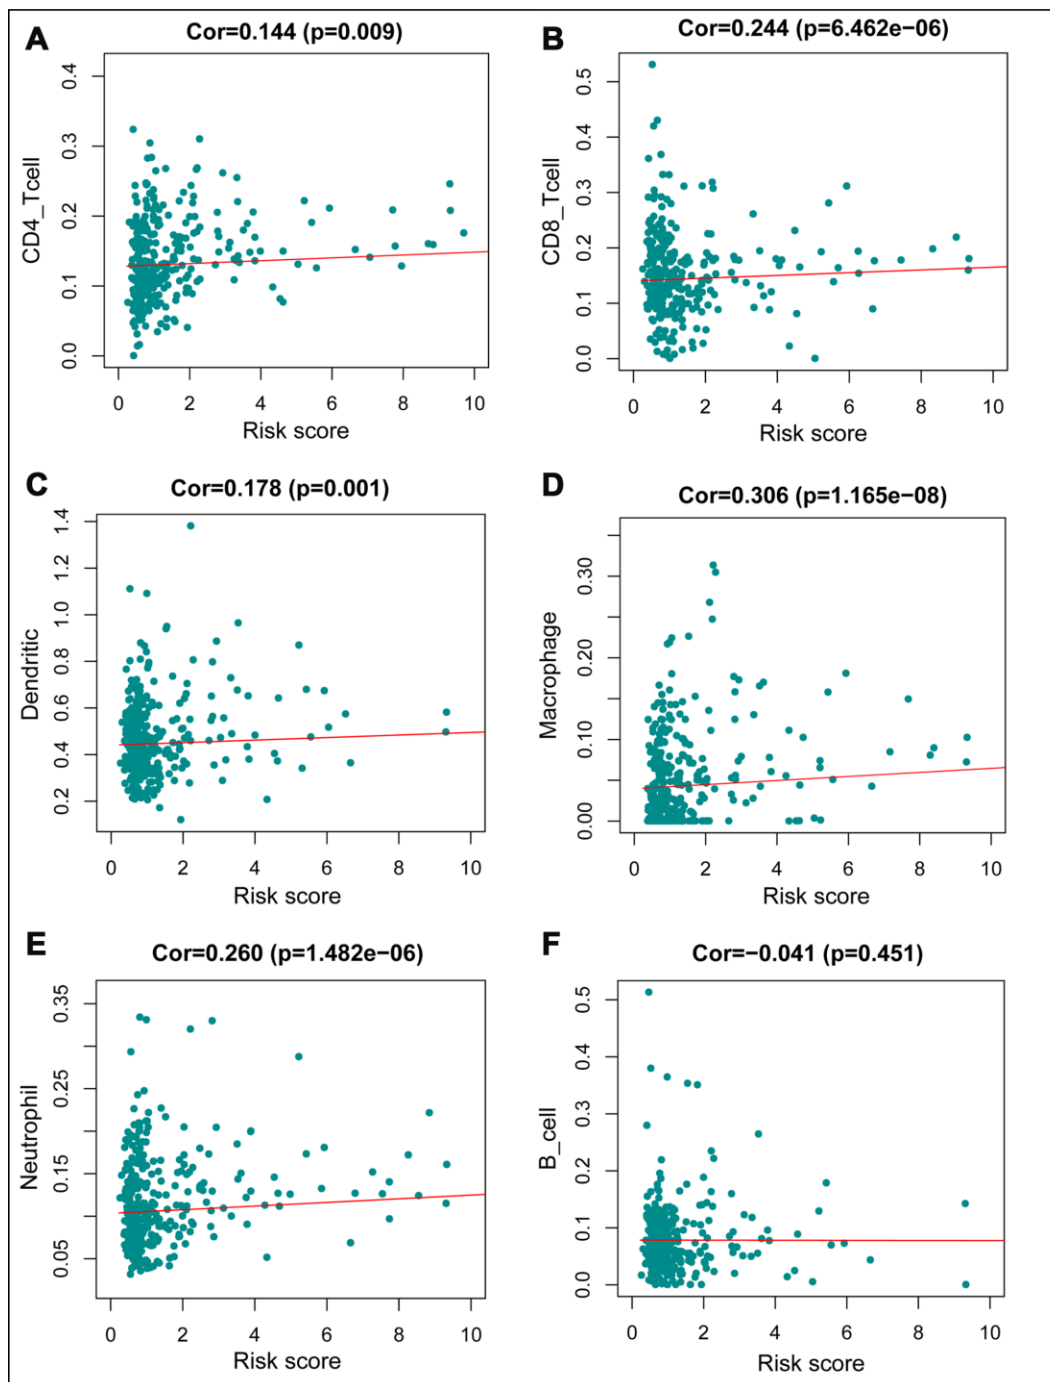 A
Cor=0.144 (p=0.009)
CD4_Tcell
0.0 0.1 0.2 0.3 0.4
0 2 4 6 8 10
Risk score
B
Cor=0.244 (p=6.462e−06)
CD8_Tcell
0.0 0.1 0.2 0.3 0.4 0.5
0 2 4 6 8 10
Risk score
C
Cor=0.178 (p=0.001)
Dendritic
0.2 0.4 0.6 0.8 1.0 1.2 1.4
0 2 4 6 8 10
Risk score
D
Cor=0.306 (p=1.165e−08)
Macrophage
0.00 0.10 0.20 0.30
0 2 4 6 8 10
Risk score
E
Cor=0.260 (p=1.482e−06)
Neutrophil
0.05 0.15 0.25 0.35
0 2 4 6 8 10
Risk score
F
Cor=−0.041 (p=0.451)
B_cell
0.0 0.1 0.2 0.3 0.4 0.5
0 2 4 6 8 10
Risk score